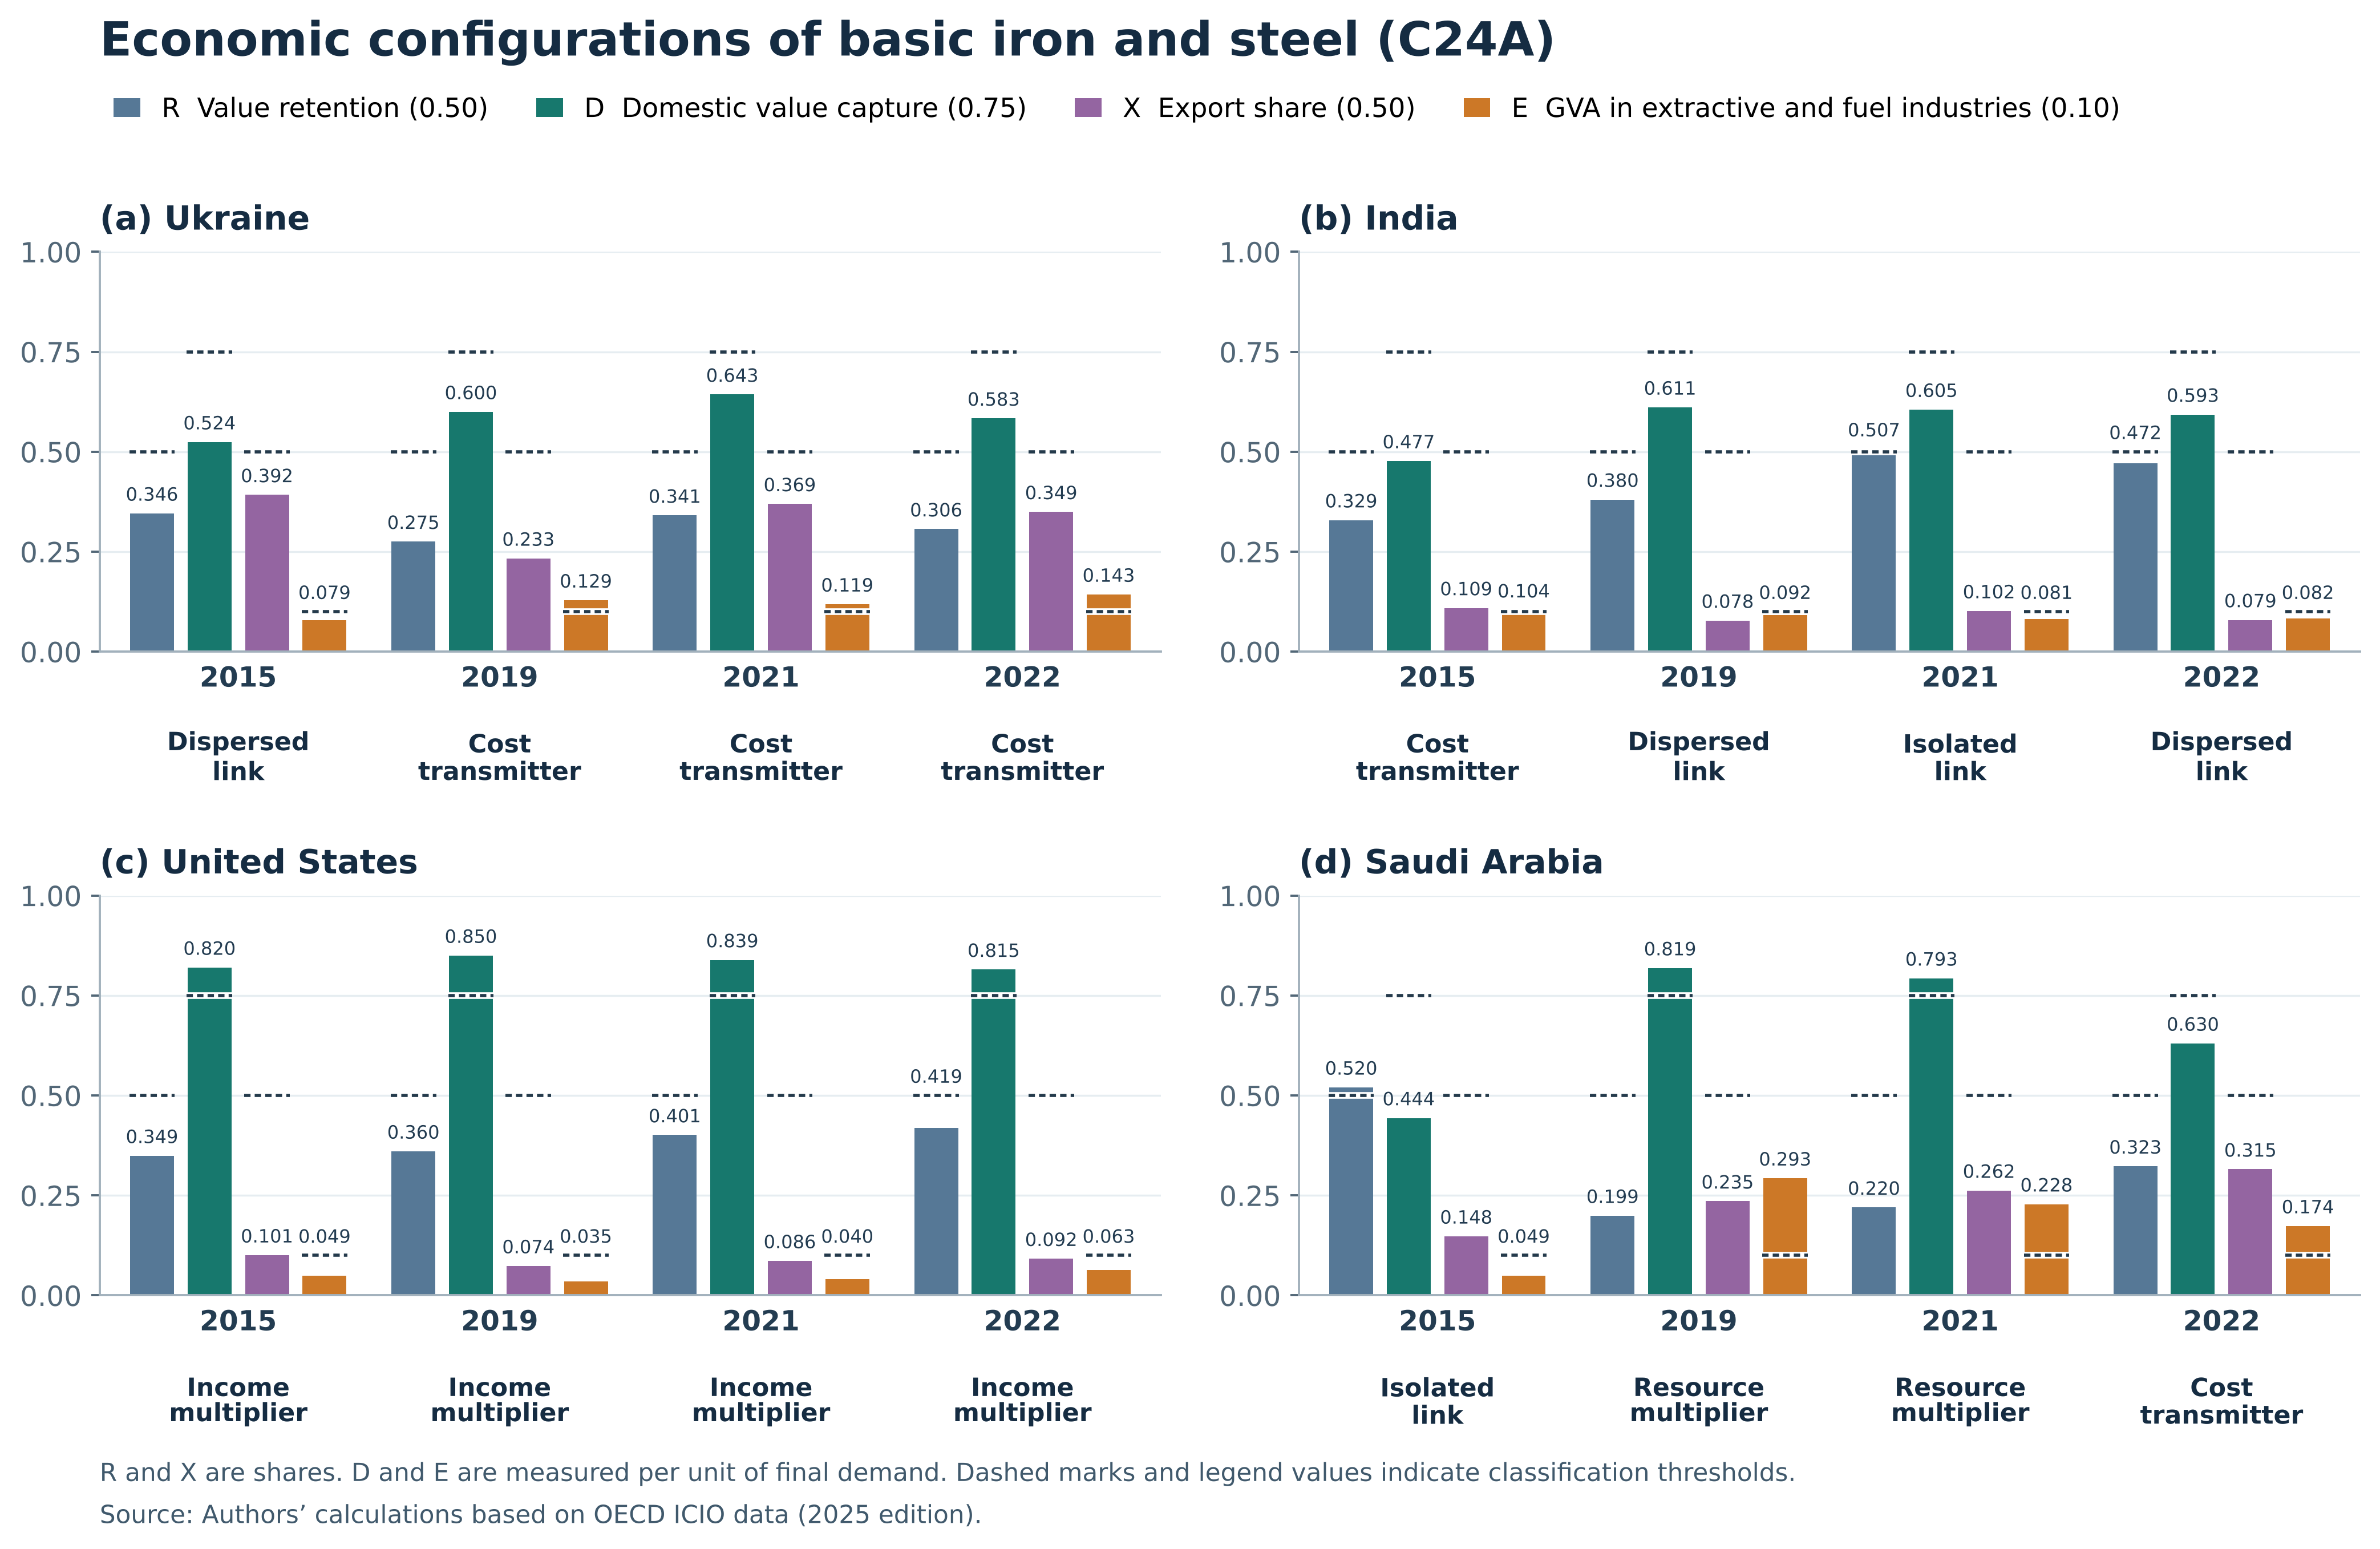 Economic configurations of basic iron and steel (C24A)
R Value retention (0.50) D Domestic value capture (0.75) X Export share (0.50) E GVA in extractive and fuel industries (0.10)
(a) Ukraine
1.00
0.75
0.50
0.25
0.00
0.346 0.524 0.392 0.079
0.275 0.600 0.233 0.129
0.341 0.643 0.369 0.119
0.306 0.583 0.349 0.143
2015 2019 2021 2022
Dispersed link
Cost transmitter
Cost transmitter
Cost transmitter
(b) India
1.00
0.75
0.50
0.25
0.00
0.329 0.477 0.109 0.104
0.380 0.611 0.078 0.092
0.507 0.605 0.102 0.081
0.472 0.593 0.079 0.082
2015 2019 2021 2022
Cost transmitter
Dispersed link
Isolated link
Dispersed link
(c) United States
1.00
0.75
0.50
0.25
0.00
0.349 0.820 0.101 0.049
0.360 0.850 0.074 0.035
0.401 0.839 0.086 0.040
0.419 0.815 0.092 0.063
2015 2019 2021 2022
Income multiplier
Income multiplier
Income multiplier
Income multiplier
(d) Saudi Arabia
1.00
0.75
0.50
0.25
0.00
0.520 0.444 0.148 0.049
0.199 0.819 0.235 0.293
0.220 0.793 0.262 0.228
0.323 0.630 0.315 0.174
2015 2019 2021 2022
Isolated link
Resource multiplier
Resource multiplier
Cost transmitter
R and X are shares. D and E are measured per unit of final demand. Dashed marks and legend values indicate classification thresholds.
Source: Authors’ calculations based on OECD ICIO data (2025 edition).